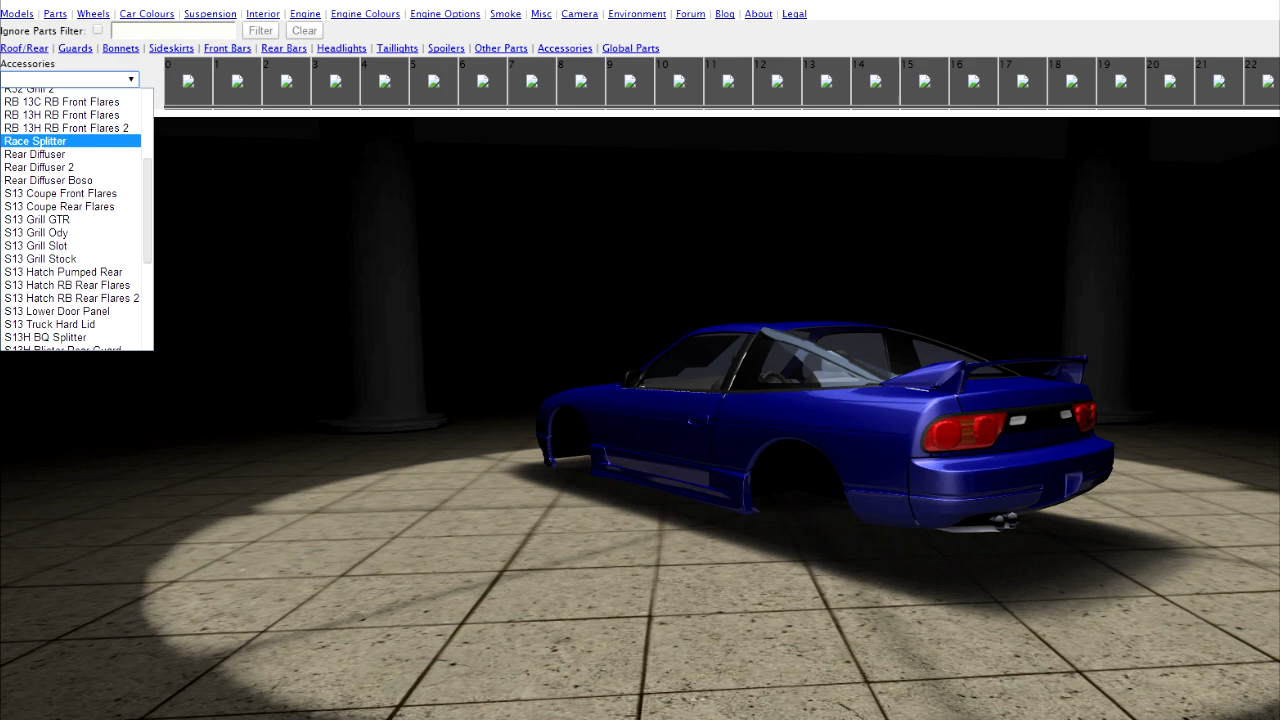 Models | Parts | Wheels | Car Colours | Suspension | Interior | Engine | Engine Colours | Engine Options | Smoke | Misc | Camera | Environment | Forum | Blog | About | Legal
Ignore Parts Filter: Filter Clear
Roof/Rear | Guards | Bonnets | Sideskirts | Front Bars | Rear Bars | Headlights | Taillights | Spoilers | Other Parts | Accessories | Global Parts
Accessories
0 1 2 3 4 5 6 7 8 9 10 11 12 13 14 15 16 17 18 19 20 21 22
R32 Grill 2
RB 13C RB Front Flares
RB 13H RB Front Flares
RB 13H RB Front Flares 2
Race Splitter
Rear Diffuser
Rear Diffuser 2
Rear Diffuser Boso
S13 Coupe Front Flares
S13 Coupe Rear Flares
S13 Grill GTR
S13 Grill Ody
S13 Grill Slot
S13 Grill Stock
S13 Hatch Pumped Rear
S13 Hatch RB Rear Flares
S13 Hatch RB Rear Flares 2
S13 Lower Door Panel
S13 Truck Hard Lid
S13H BQ Splitter
S13H Blister Rear Guard